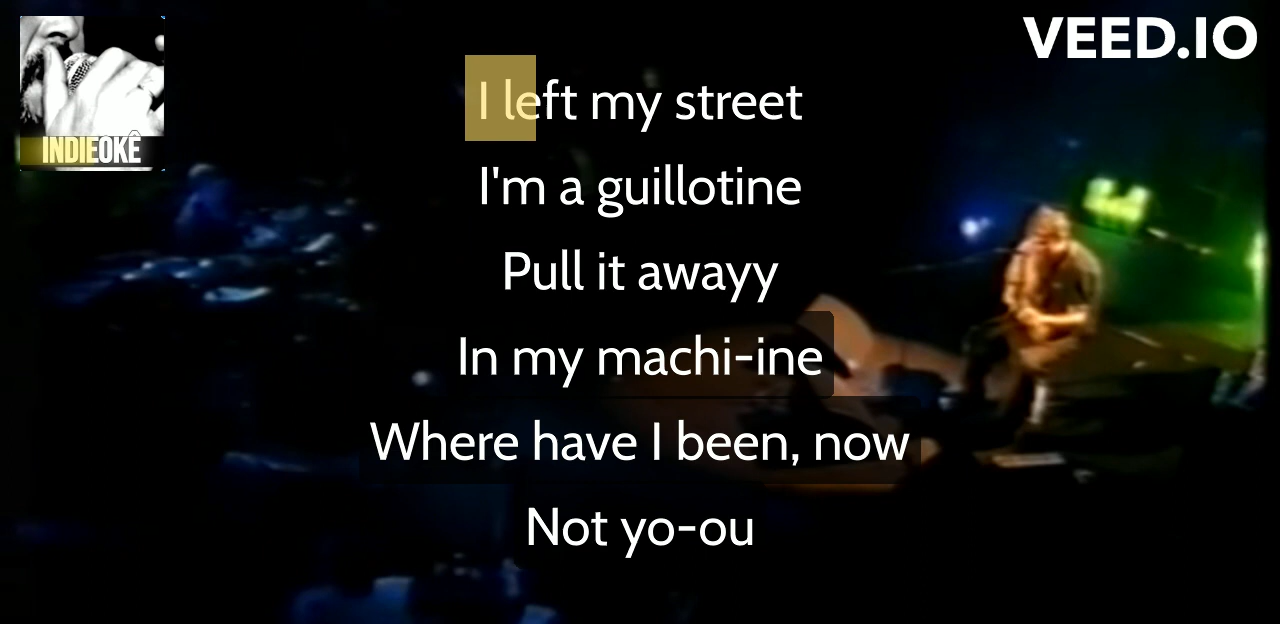 VEED.IO
INDIEOKÊ
I left my street
I'm a guillotine
Pull it awayy
In my machi-ine
Where have I been, now
Not yo-ou